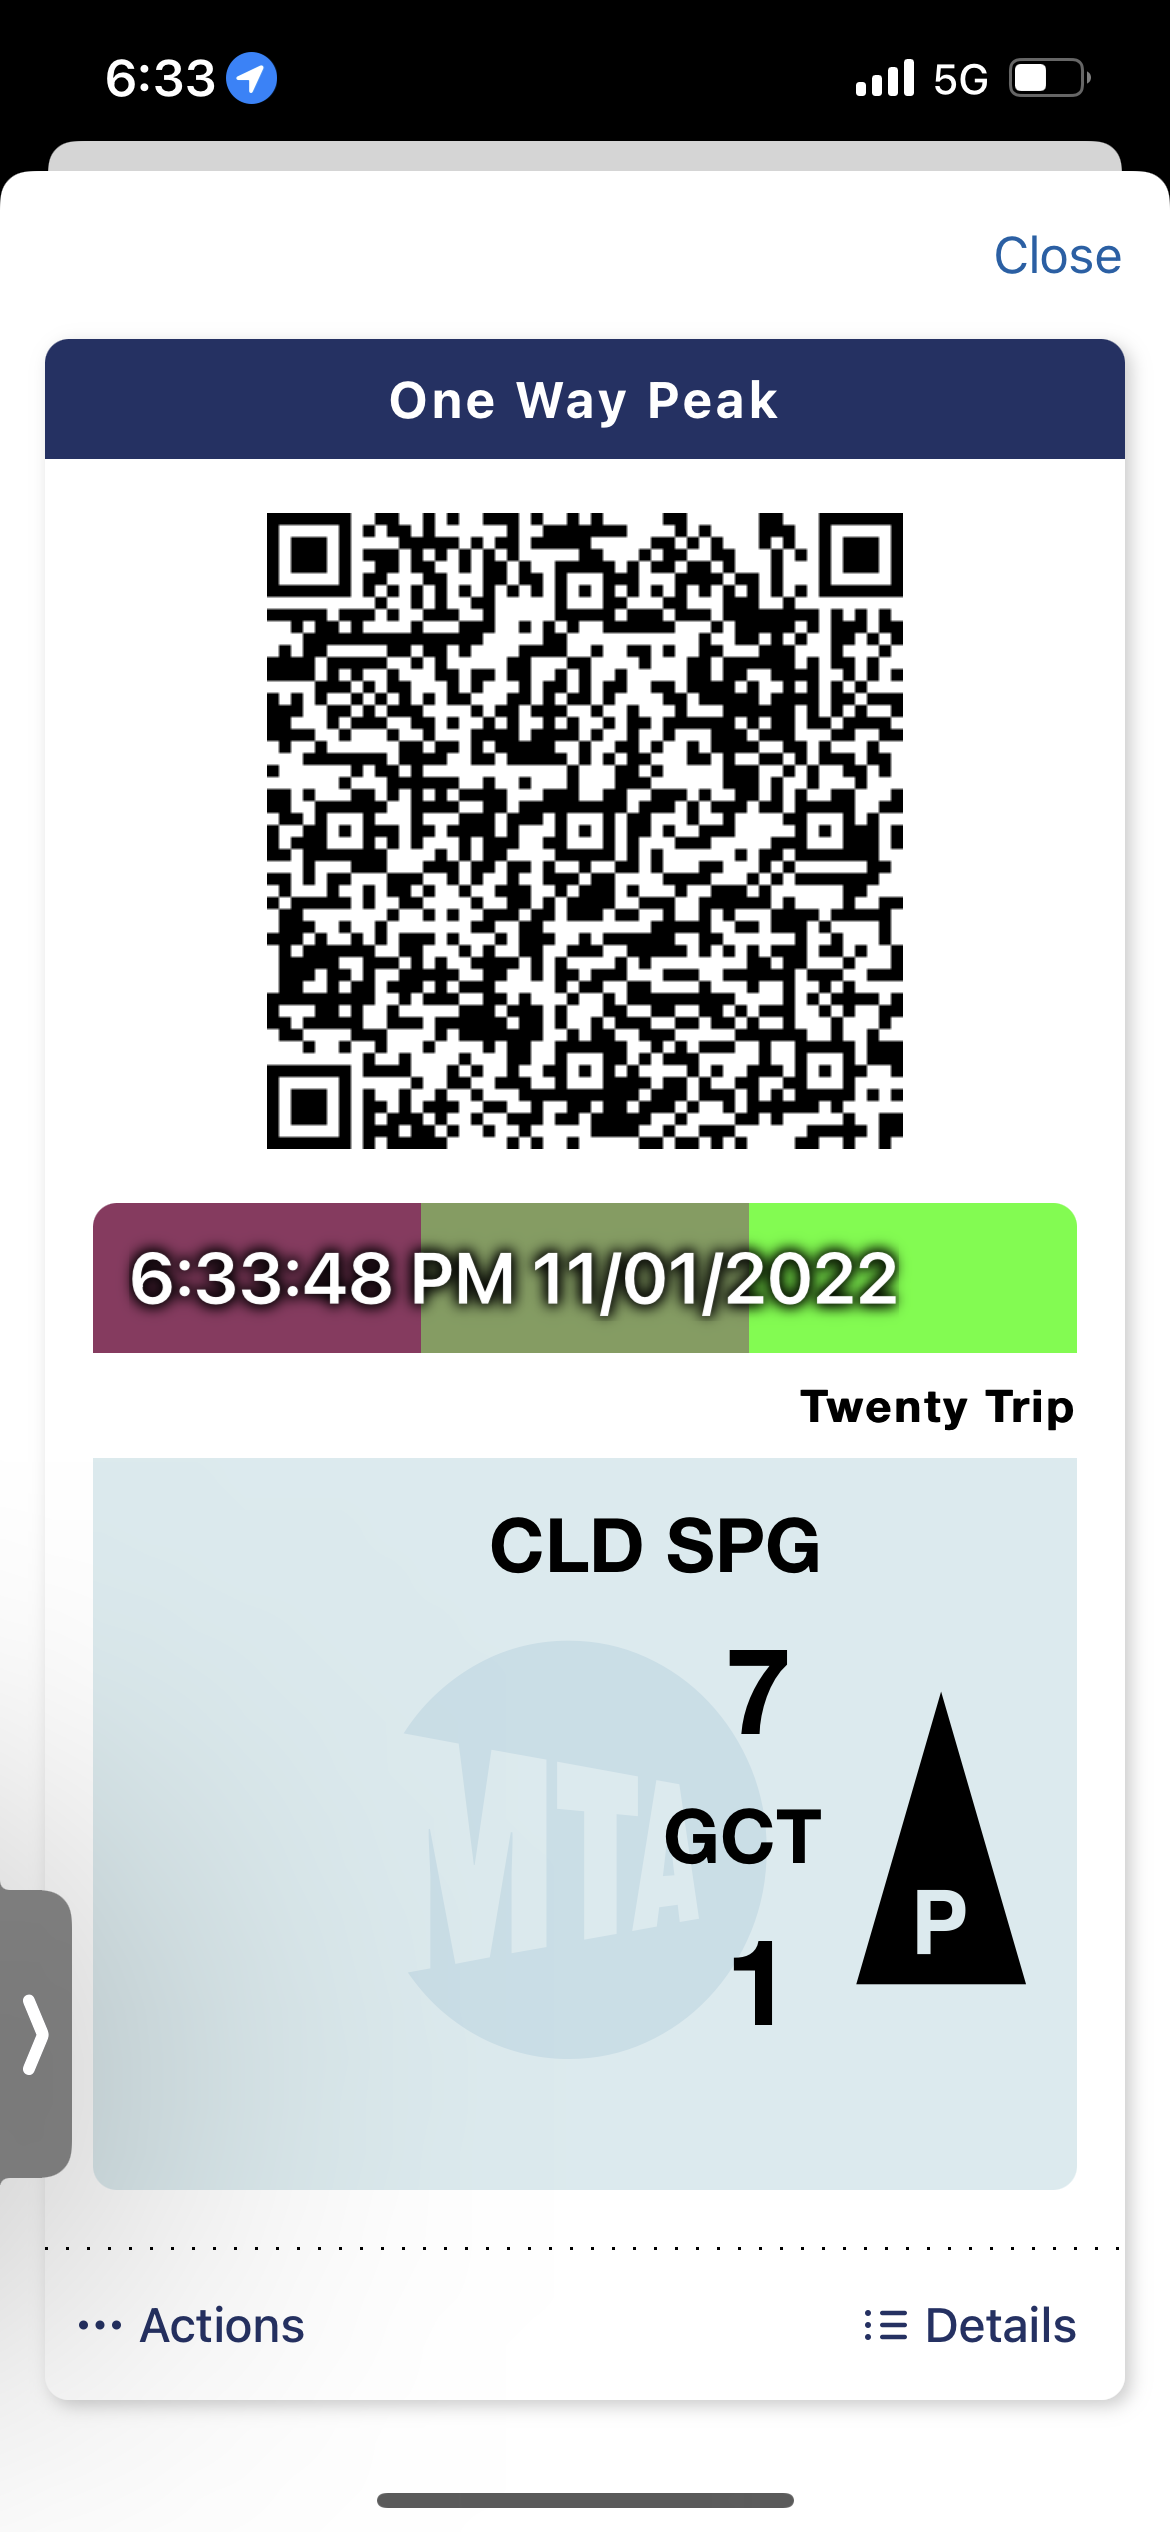 6:33 5G
Close
One Way Peak
6:33:48 PM 11/01/2022
Twenty Trip
CLD SPG
7
MTA
GCT
P
1
Actions Details